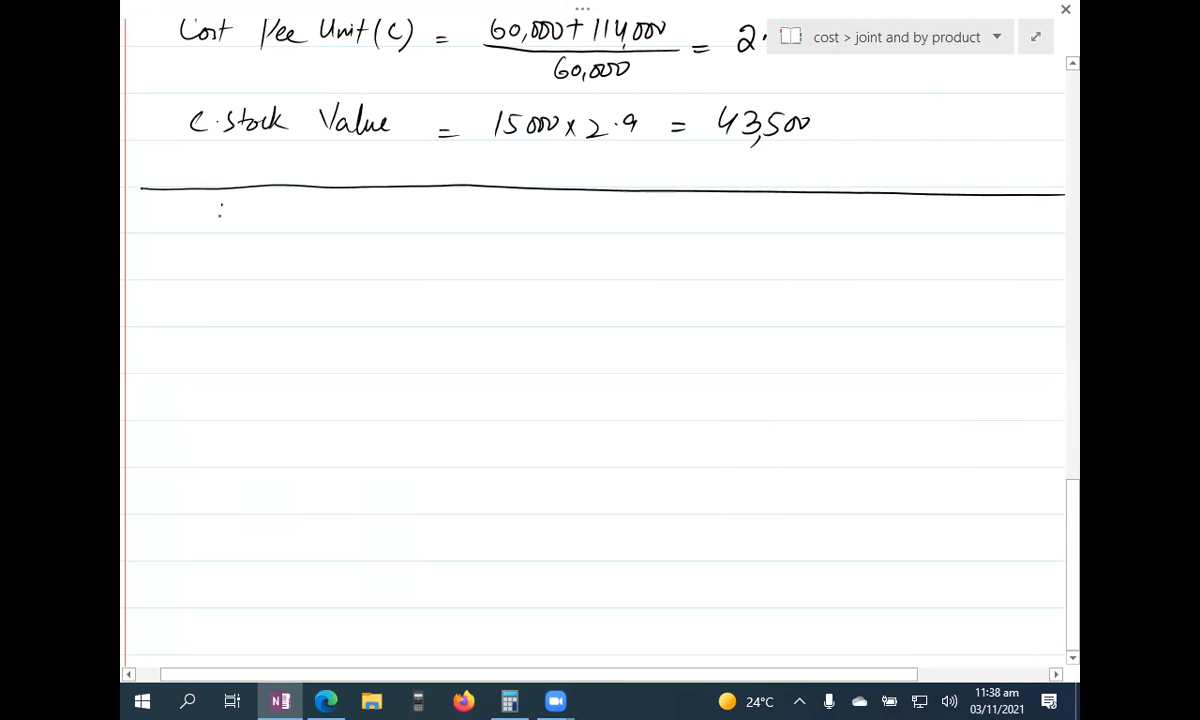 Cost Per Unit (C) = 60,000 + 114,000 / 60,000 = 2.
cost > joint and by product
C. Stock Value = 15000 x 2.9 = 43,500
24°C
11:38 am
03/11/2021